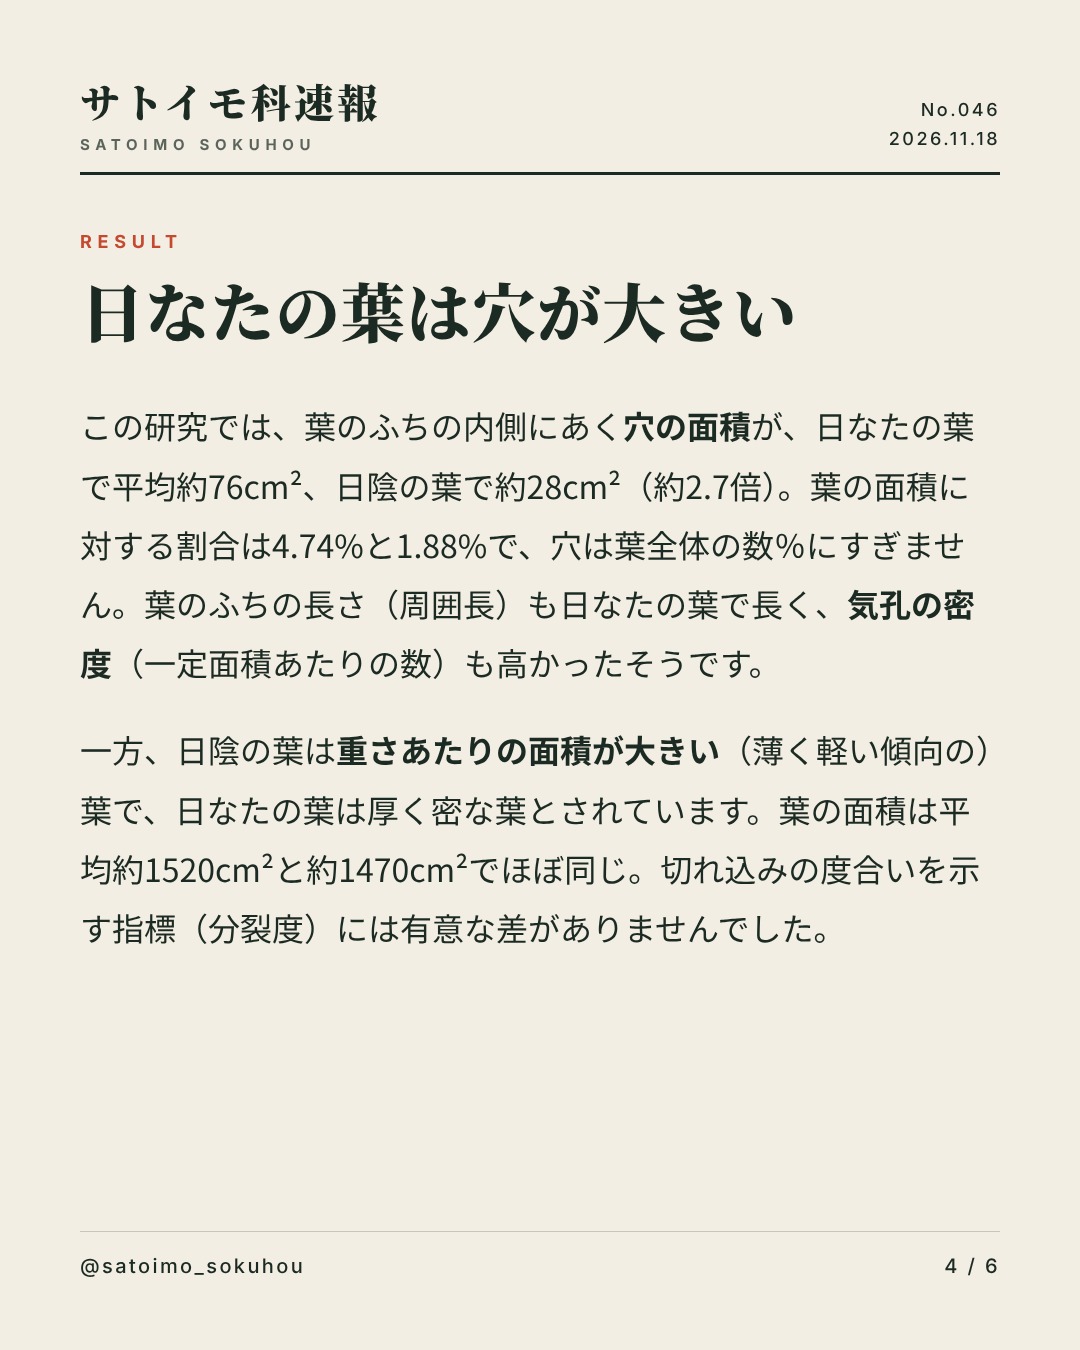 サトイモ科速報
SATOIMO SOKUHOU
No.046
2026.11.18
RESULT
日なたの葉は穴が大きい
この研究では、葉のふちの内側にあく穴の面積が、日なたの葉
で平均約76cm²、日陰の葉で約28cm²（約2.7倍）。葉の面積に
対する割合は4.74%と1.88%で、穴は葉全体の数％にすぎませ
ん。葉のふちの長さ（周囲長）も日なたの葉で長く、気孔の密
度（一定面積あたりの数）も高かったそうです。
一方、日陰の葉は重さあたりの面積が大きい（薄く軽い傾向の）
葉で、日なたの葉は厚く密な葉とされています。葉の面積は平
均約1520cm²と約1470cm²でほぼ同じ。切れ込みの度合いを示
す指標（分裂度）には有意な差がありませんでした。
@satoimo_sokuhou
4 / 6